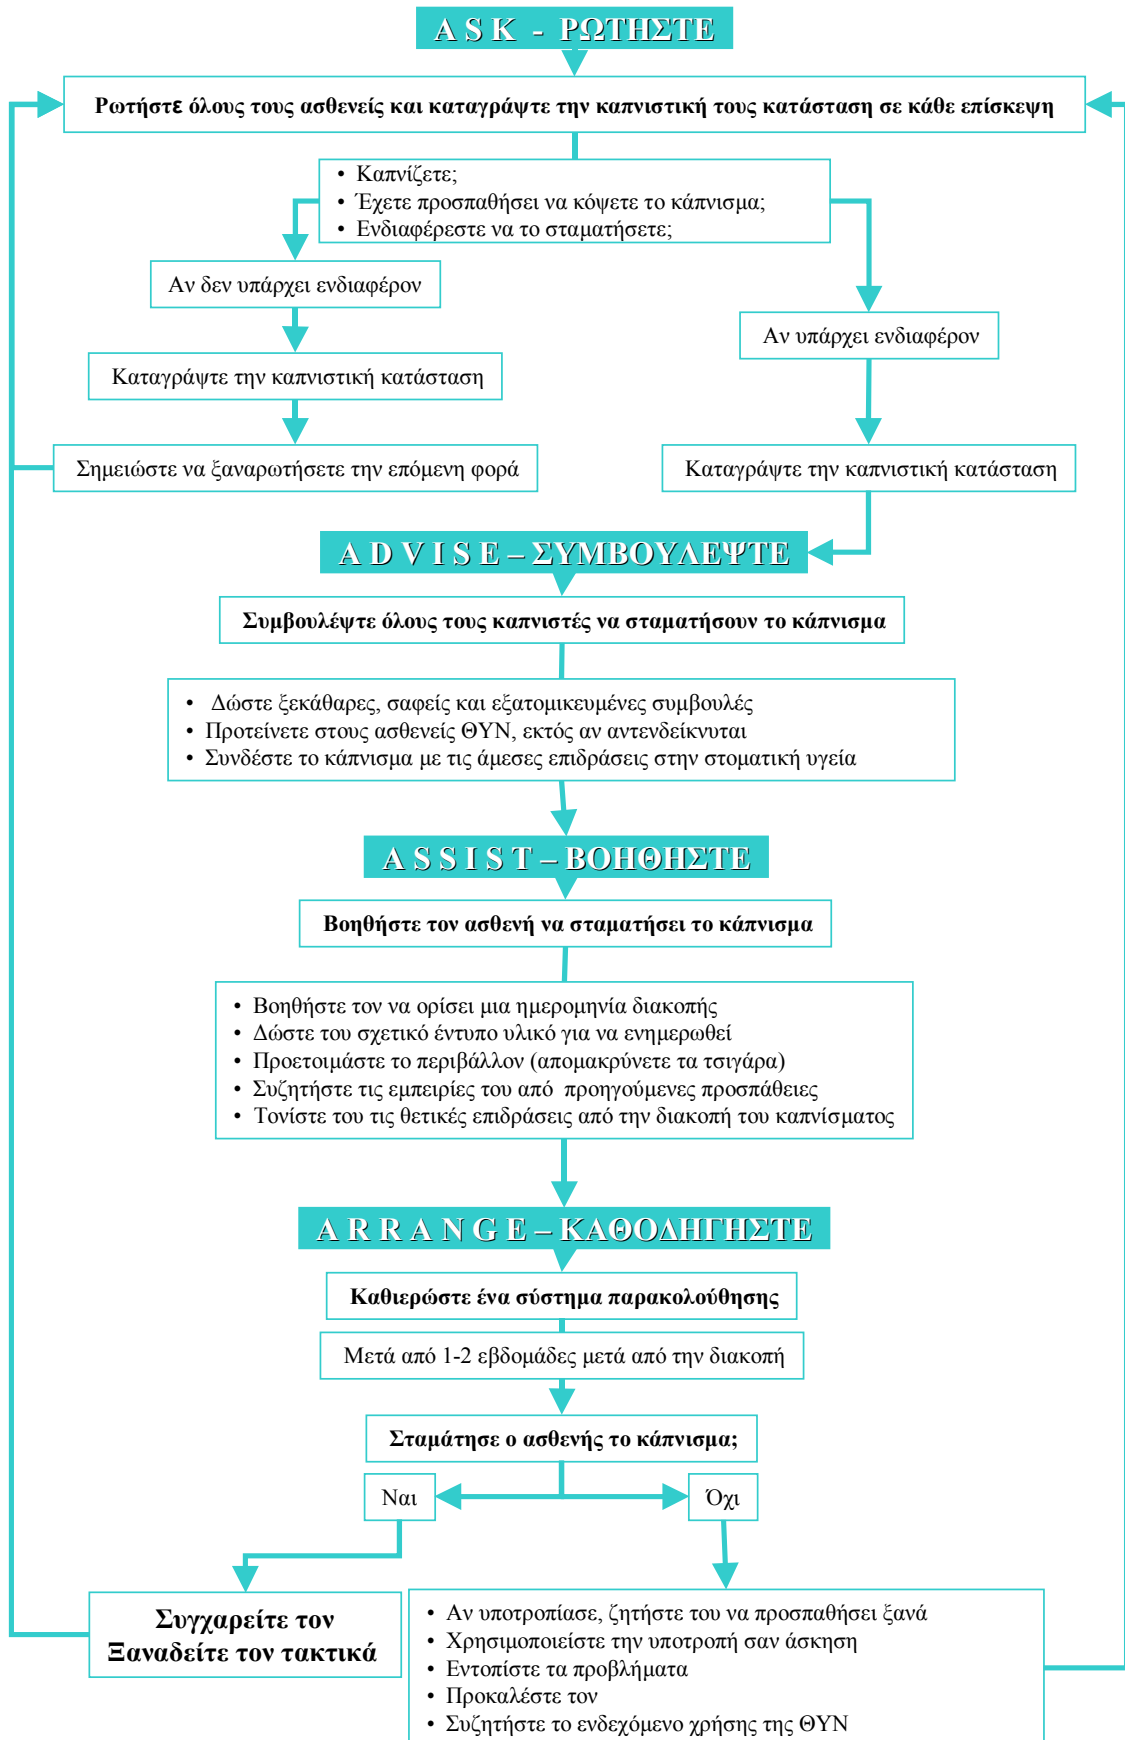 A S K - ΡΩΤΗΣΤΕ
Ρωτήστε όλους τους ασθενείς και καταγράψτε την καπνιστική τους κατάσταση σε κάθε επίσκεψη
• Καπνίζετε;
• Έχετε προσπαθήσει να κόψετε το κάπνισμα;
• Ενδιαφέρεστε να το σταματήσετε;
Αν δεν υπάρχει ενδιαφέρον
Καταγράψτε την καπνιστική κατάσταση
Σημειώστε να ξαναρωτήσετε την επόμενη φορά
Αν υπάρχει ενδιαφέρον
Καταγράψτε την καπνιστική κατάσταση
A D V I S E – ΣΥΜΒΟΥΛΕΨΤΕ
Συμβουλέψτε όλους τους καπνιστές να σταματήσουν το κάπνισμα
• Δώστε ξεκάθαρες, σαφείς και εξατομικευμένες συμβουλές
• Προτείνετε στους ασθενείς ΘΥΝ, εκτός αν αντενδείκνυται
• Συνδέστε το κάπνισμα με τις άμεσες επιδράσεις στην στοματική υγεία
A S S I S T – ΒΟΗΘΗΣΤΕ
Βοηθήστε τον ασθενή να σταματήσει το κάπνισμα
• Βοηθήστε τον να ορίσει μια ημερομηνία διακοπής
• Δώστε του σχετικό έντυπο υλικό για να ενημερωθεί
• Προετοιμάστε το περιβάλλον (απομακρύνετε τα τσιγάρα)
• Συζητήστε τις εμπειρίες του από προηγούμενες προσπάθειες
• Τονίστε του τις θετικές επιδράσεις από την διακοπή του καπνίσματος
A R R A N G E – ΚΑΘΟΔΗΓΗΣΤΕ
Καθιερώστε ένα σύστημα παρακολούθησης
Μετά από 1-2 εβδομάδες μετά από την διακοπή
Σταμάτησε ο ασθενής το κάπνισμα;
Ναι
Όχι
Συγχαρείτε τον
Ξαναδείτε τον τακτικά
• Αν υποτροπίασε, ζητήστε του να προσπαθήσει ξανά
• Χρησιμοποιείστε την υποτροπή σαν άσκηση
• Εντοπίστε τα προβλήματα
• Προκαλέστε τον
• Συζητήστε το ενδεχόμενο χρήσης της ΘΥΝ